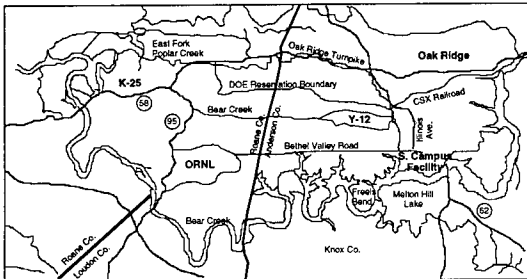 East Fork
Poplar Creek
Oak Ridge Turnpike
Oak Ridge
K-25
DOE Reservation Boundary
CSX Railroad
58
Bear Creek
Y-12
95
Roane Co.
Anderson Co.
Illinois
Ave.
Bethel Valley Road
ORNL
S. Campus
Facility
Freels
Bend
Melton Hill
Lake
Bear Creek
62
Roane Co.
Loudon Co.
Knox Co.